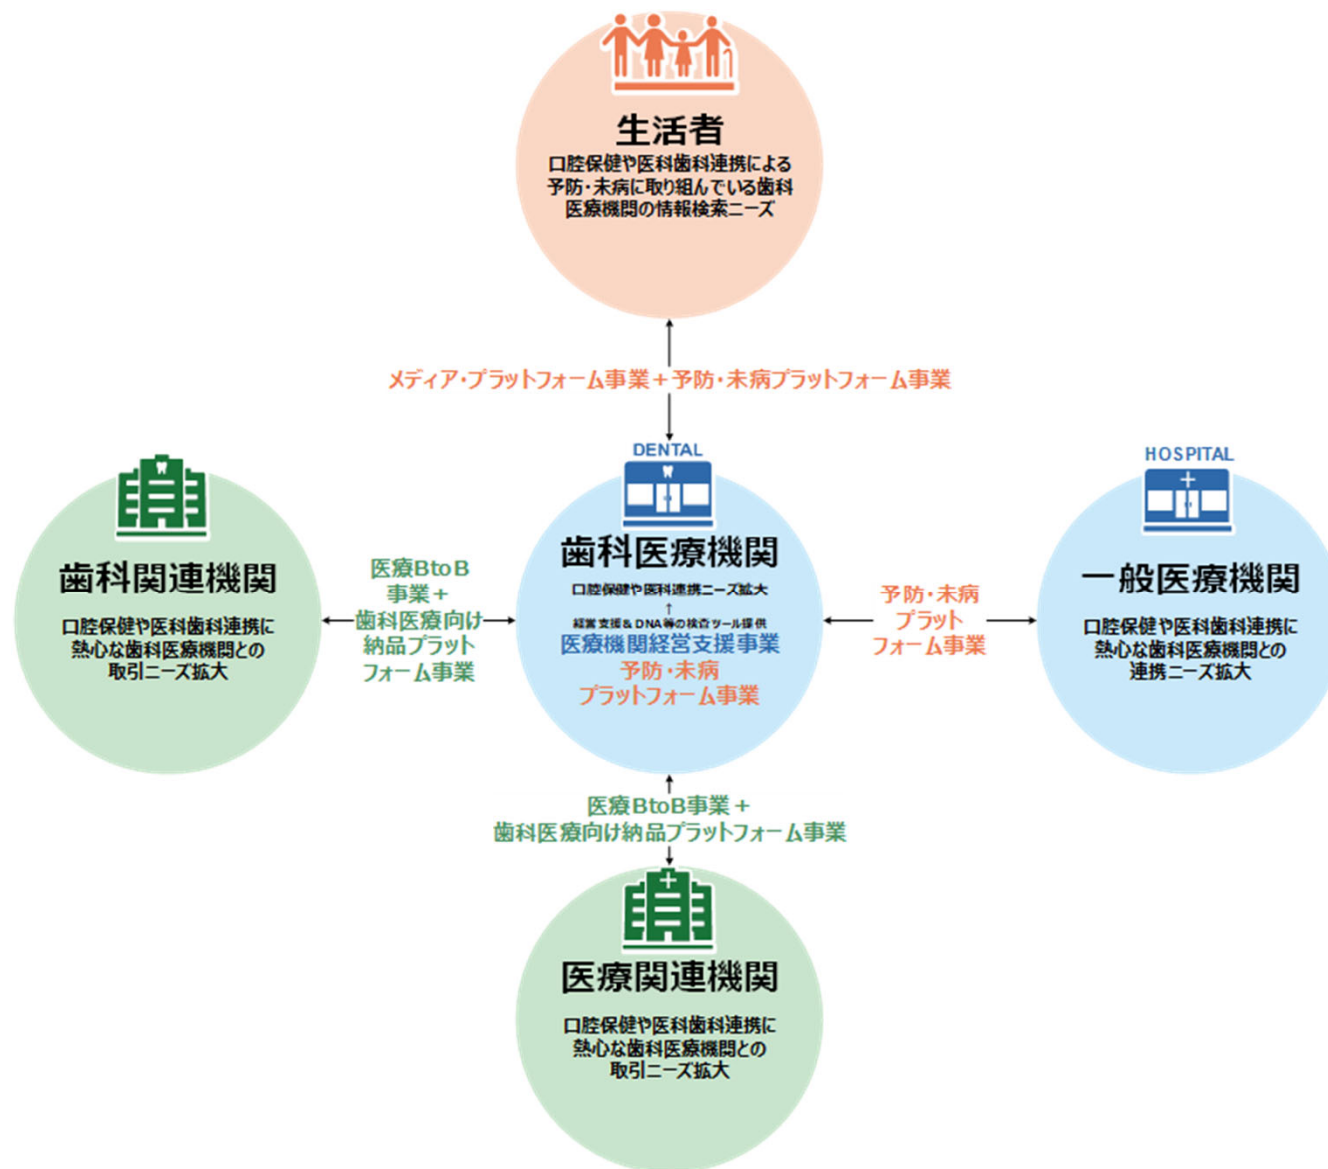 生活者
口腔保健や医科歯科連携による
予防・未病に取り組んでいる歯科
医療機関の情報検索ニーズ
メディア・プラットフォーム事業＋予防・未病プラットフォーム事業
歯科関連機関
口腔保健や医科歯科連携に
熱心な歯科医療機関との
取引ニーズ拡大
医療BtoB
事業＋
歯科医療向け
納品プラット
フォーム事業
DENTAL
歯科医療機関
口腔保健や医科連携ニーズ拡大
↑
経営支援＆DNA等の検査ツール提供
医療機関経営支援事業
予防・未病
プラットフォーム事業
予防・未病
プラット
フォーム事業
HOSPITAL
一般医療機関
口腔保健や医科歯科連携に
熱心な歯科医療機関との
連携ニーズ拡大
医療BtoB事業＋
歯科医療向け納品プラットフォーム事業
医療関連機関
口腔保健や医科歯科連携に
熱心な歯科医療機関との
取引ニーズ拡大